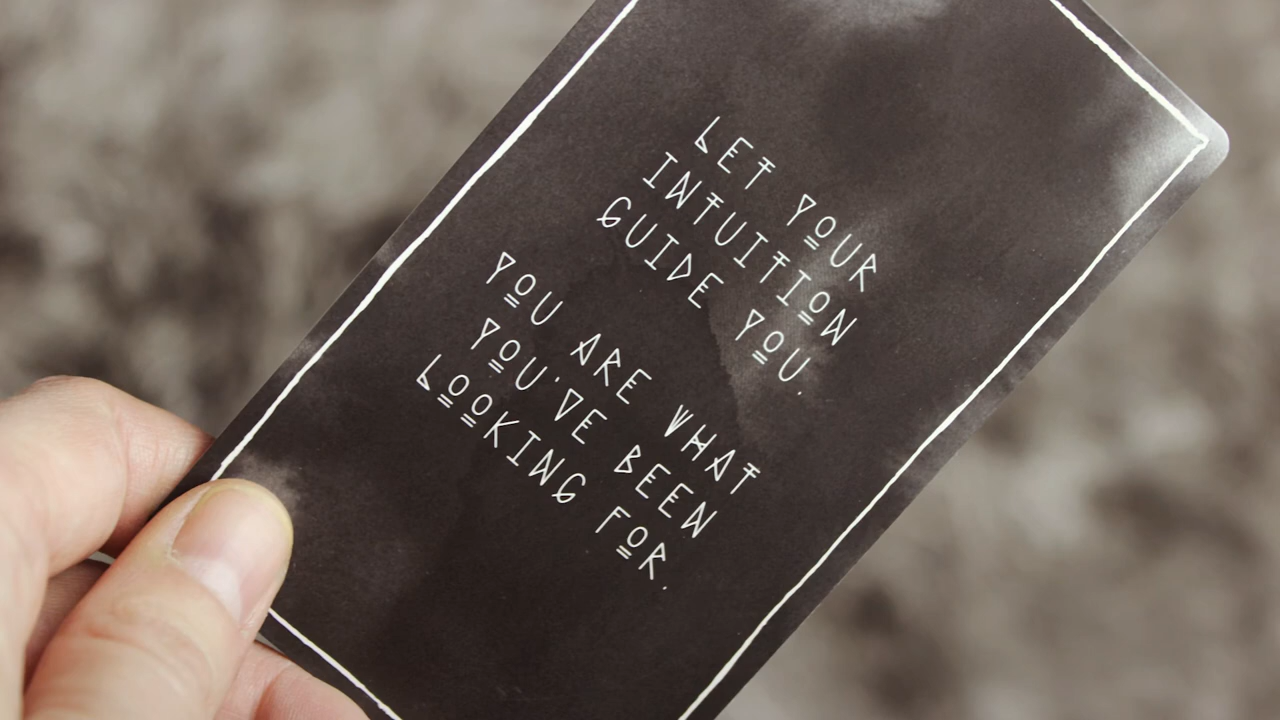 LET YOUR
INTUITION
GUIDE YOU.
YOU ARE WHAT
YOU'VE BEEN
LOOKING FOR.